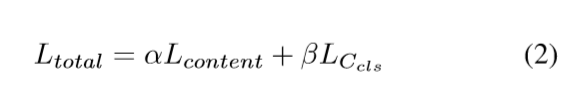 L_{total} = αL_{content} + βL_{C_{cls}} (2)